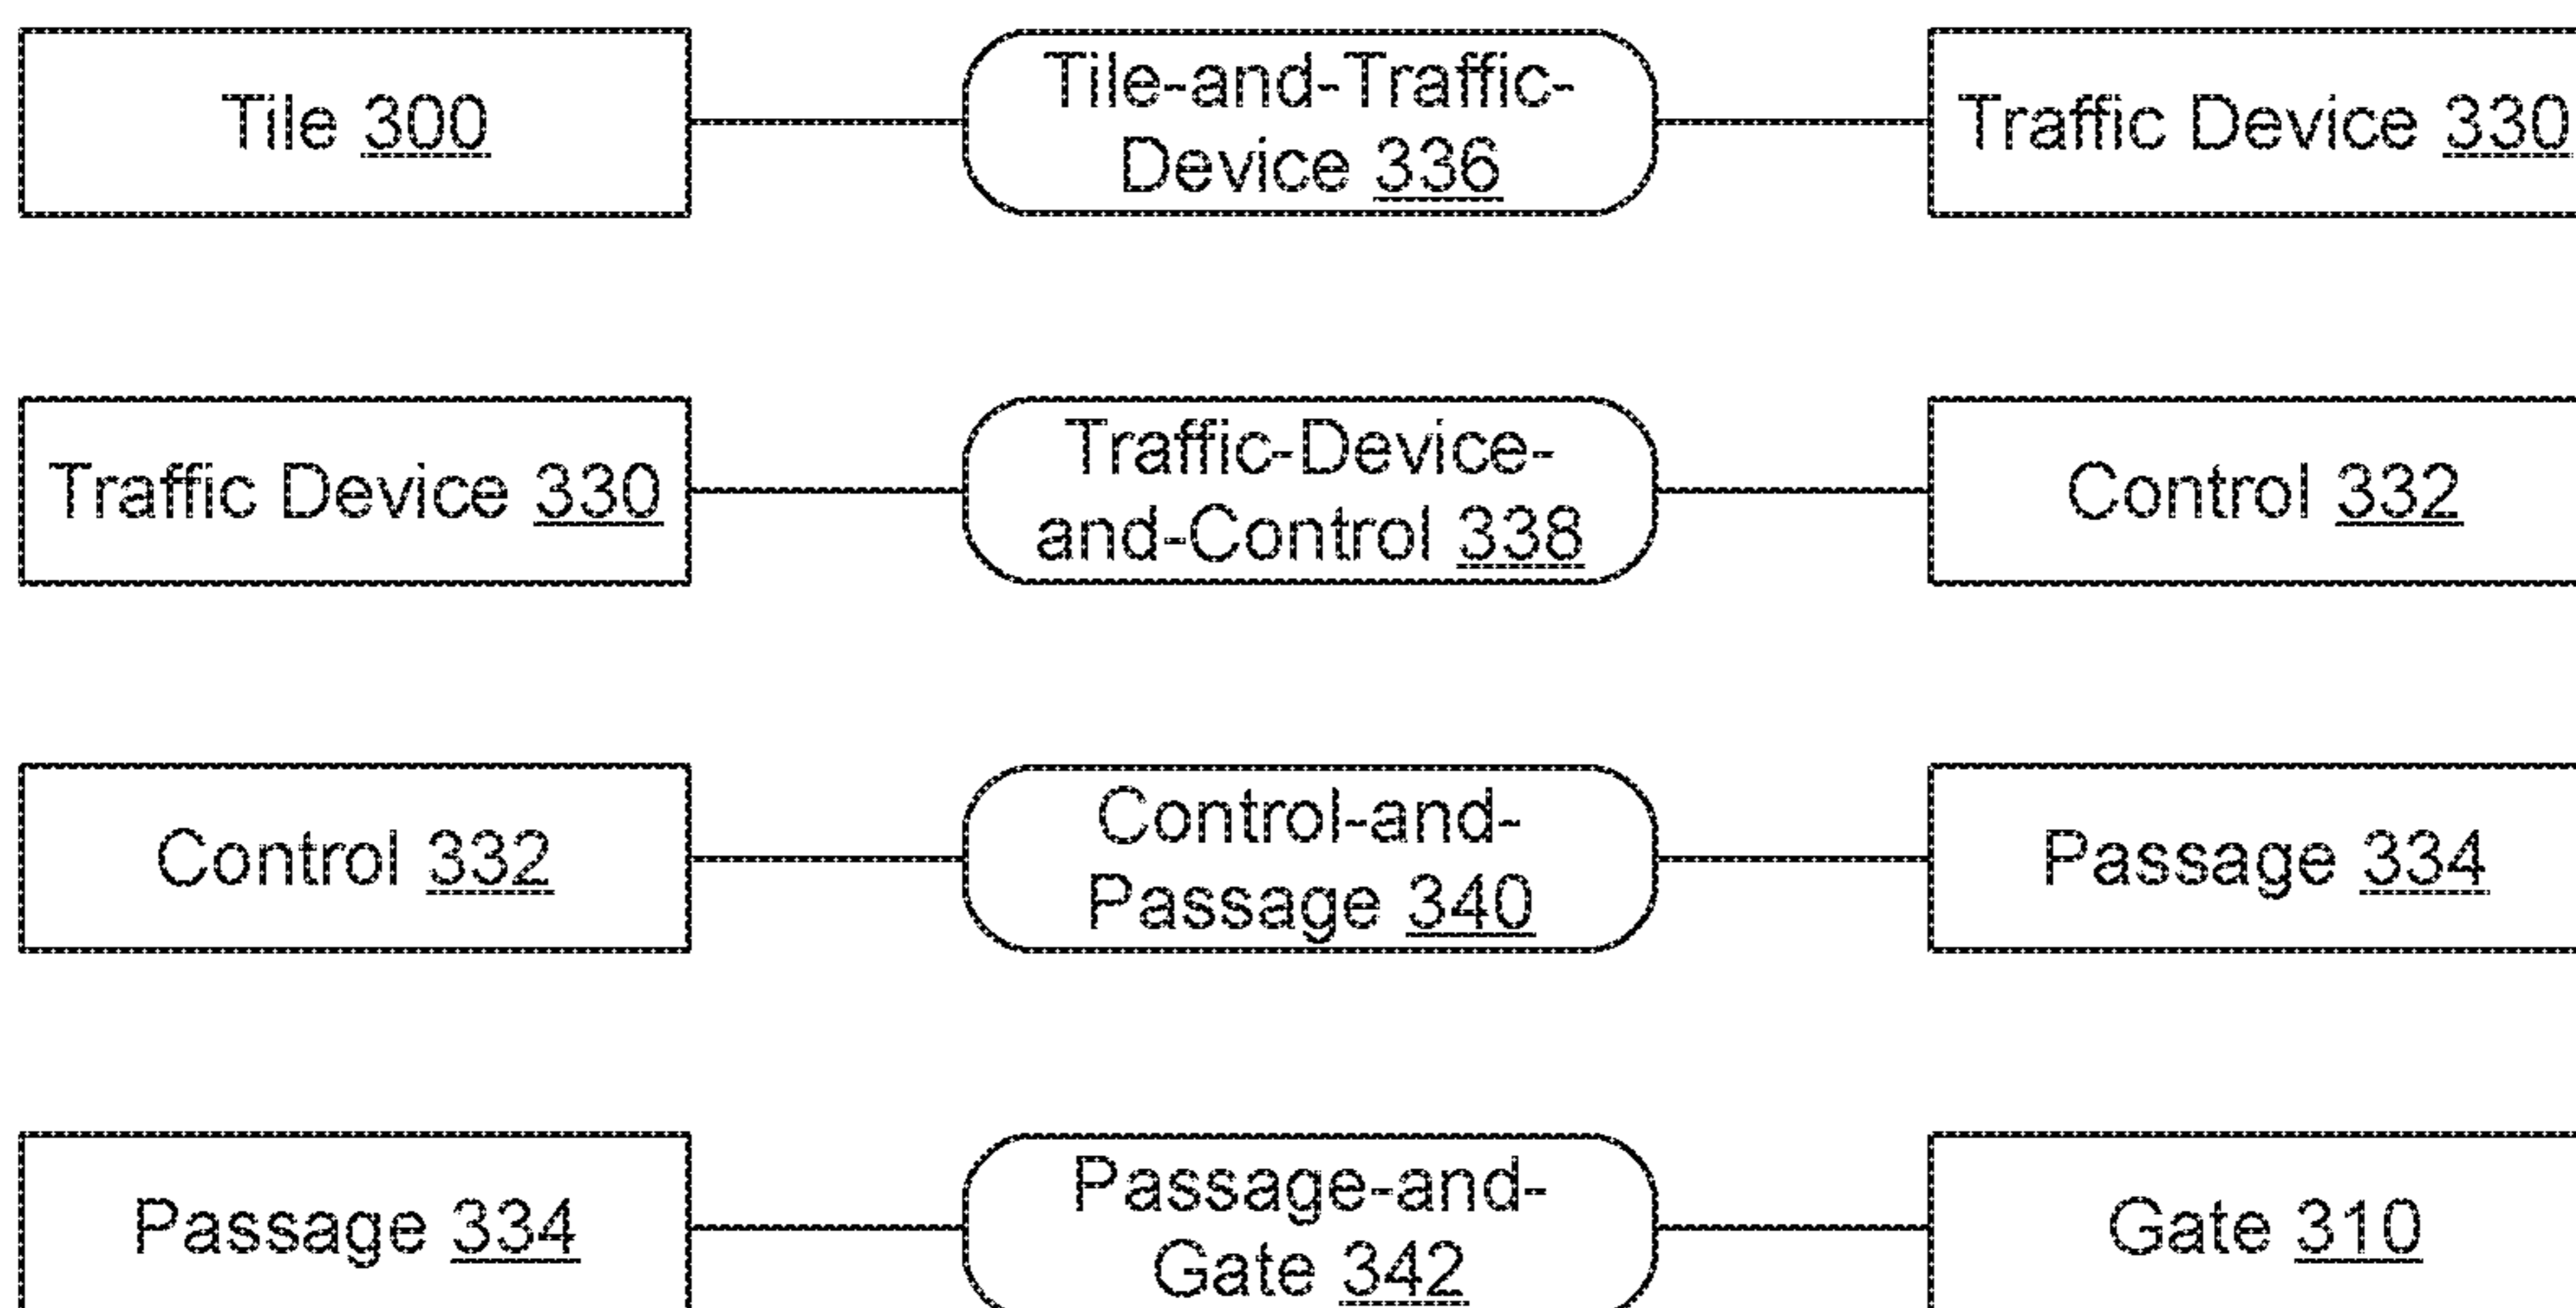 Tile 300
Tile-and-Traffic-
Device 336
Traffic Device 330
Traffic Device 330
Traffic-Device-
and-Control 338
Control 332
Control 332
Control-and-
Passage 340
Passage 334
Passage 334
Passage-and-
Gate 342
Gate 310